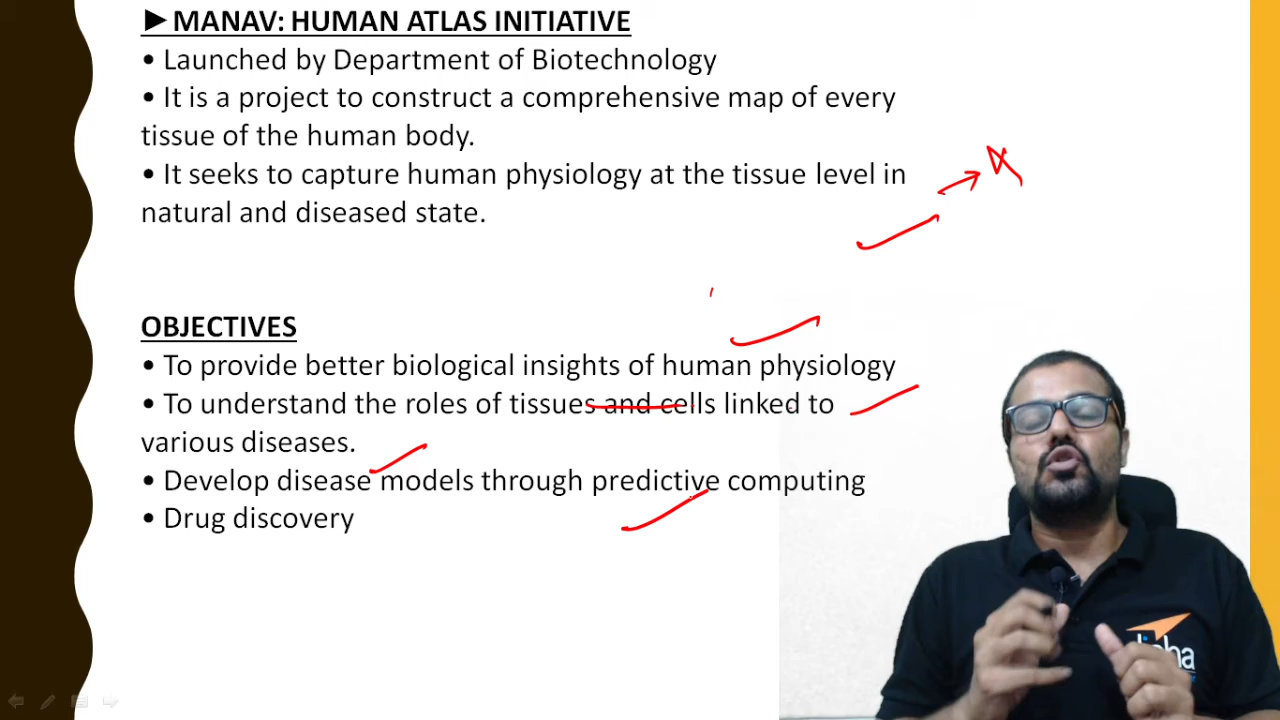 ►MANAV: HUMAN ATLAS INITIATIVE
• Launched by Department of Biotechnology
• It is a project to construct a comprehensive map of every
tissue of the human body.
• It seeks to capture human physiology at the tissue level in
natural and diseased state.
OBJECTIVES
• To provide better biological insights of human physiology
• To understand the roles of tissues and cells linked to
various diseases.
• Develop disease models through predictive computing
• Drug discovery